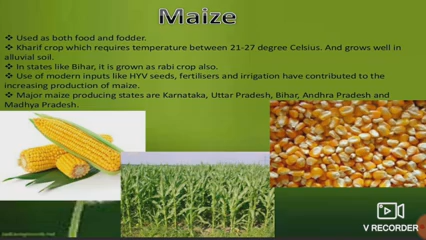 Maize
❖ Used as both food and fodder.
❖ Kharif crop which requires temperature between 21-27 degree Celsius. And grows well in
alluvial soil.
❖ In states like Bihar, it is grown as rabi crop also.
❖ Use of modern inputs like HYV seeds, fertilisers and irrigation have contributed to the
increasing production of maize.
❖ Major maize producing states are Karnataka, Uttar Pradesh, Bihar, Andhra Pradesh and
Madhya Pradesh.
V RECORDER